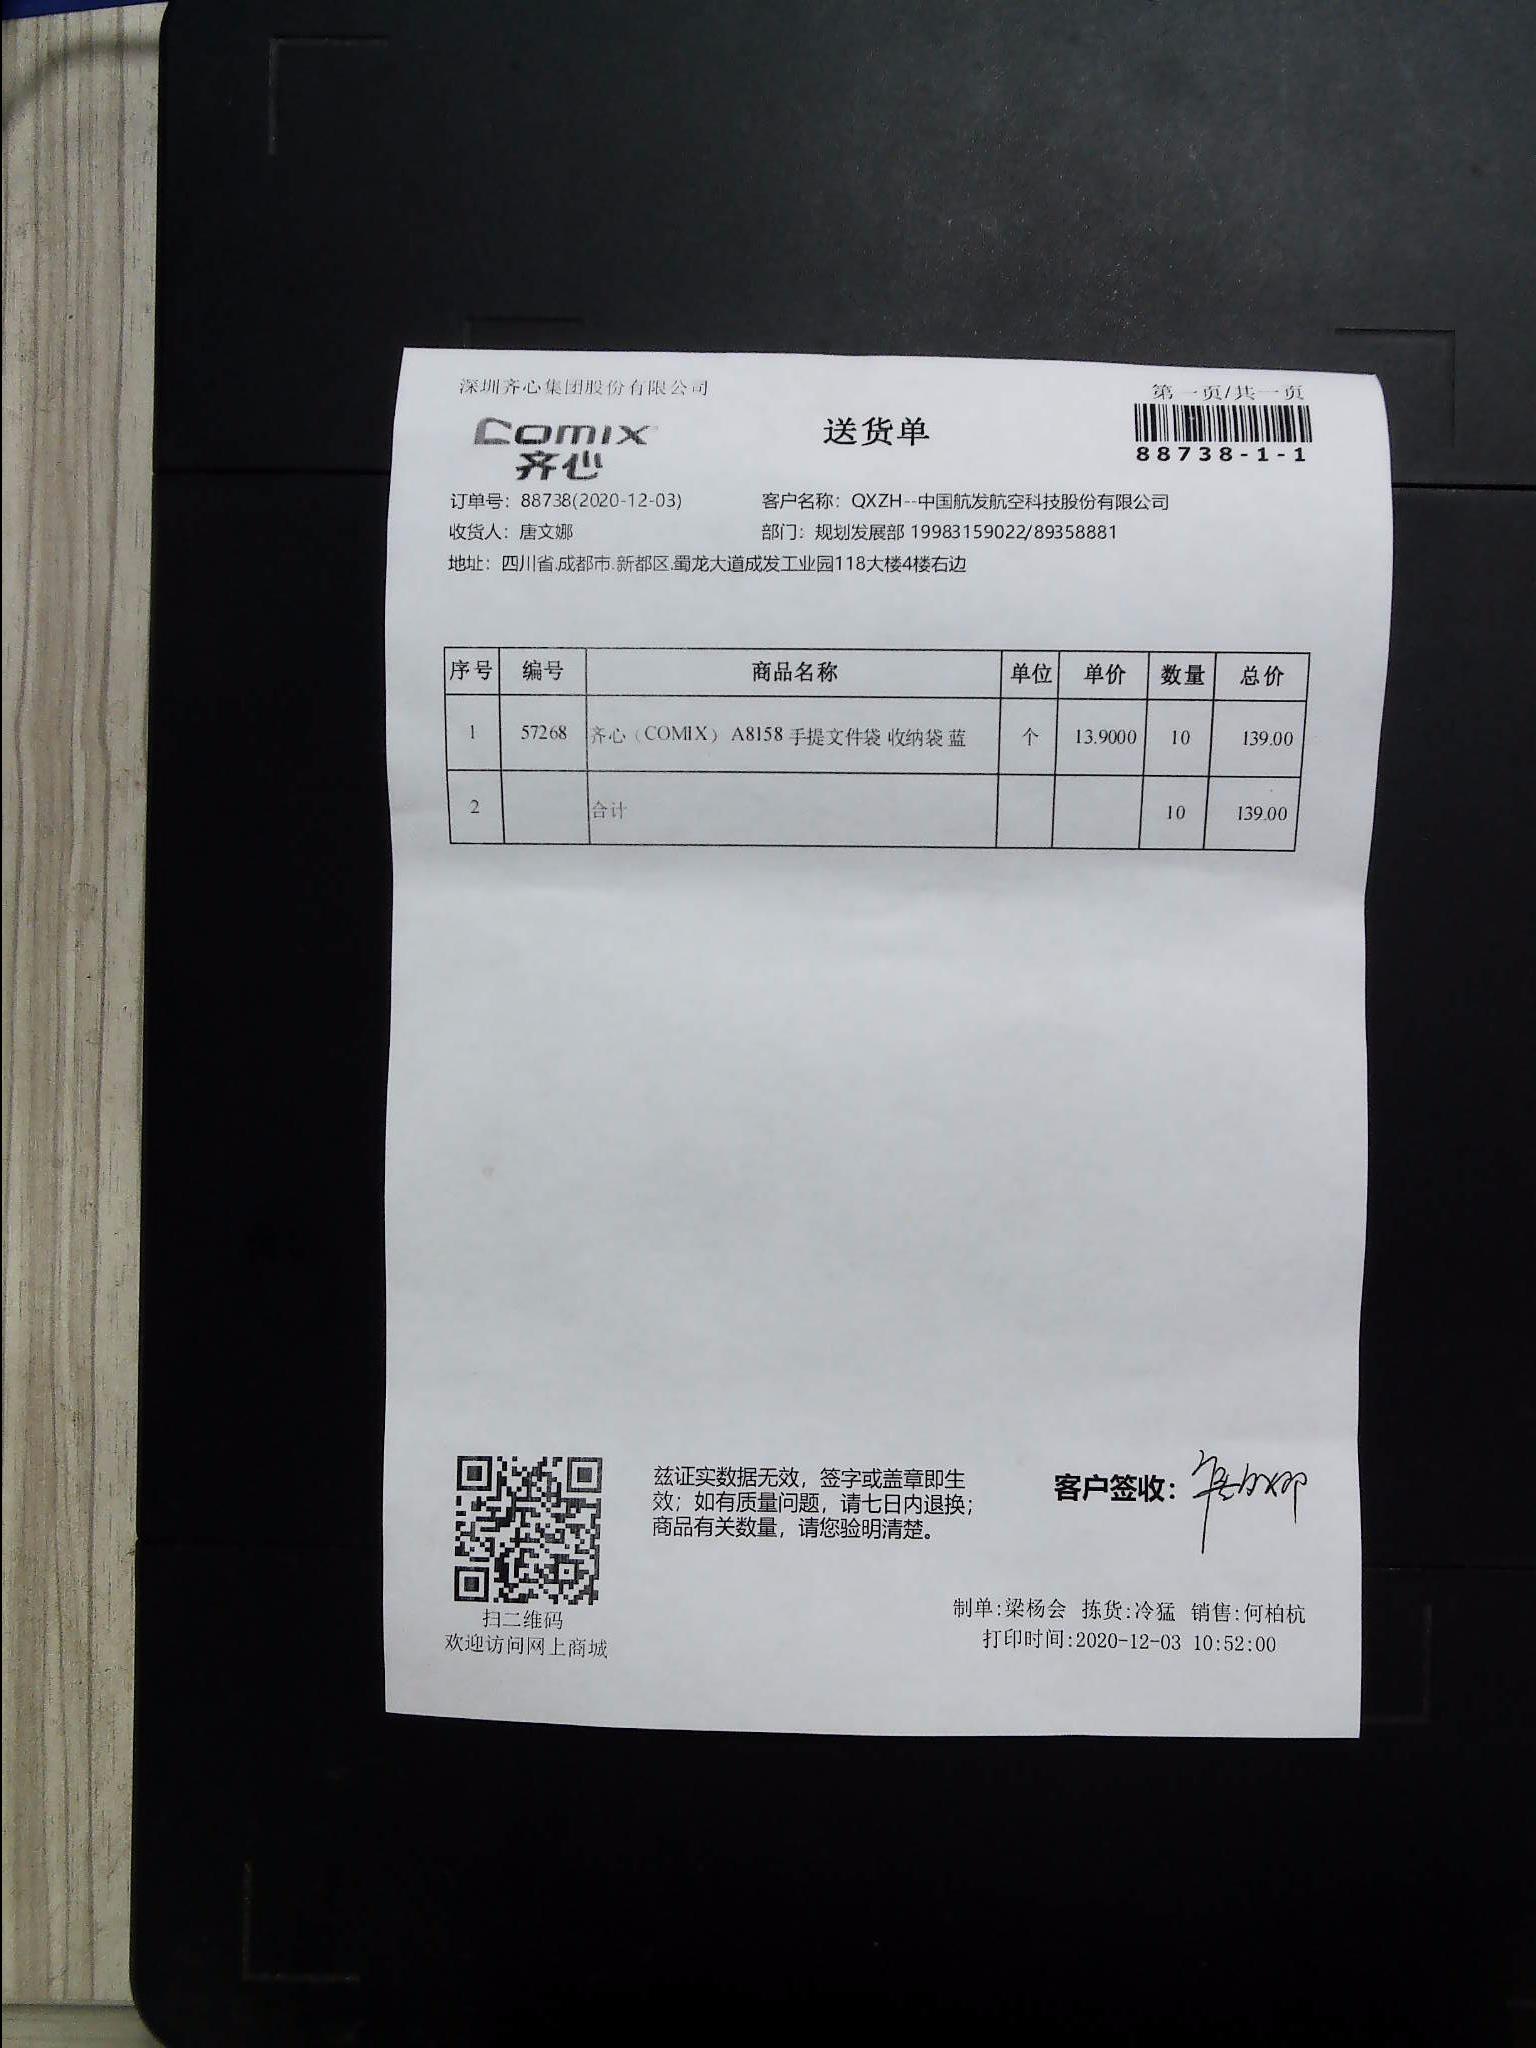 深圳齐心集团股份有限公司
第一页/共一页
comix
齐心
送货单
88738-1-1
订单号：88738(2020-12-03)
客户名称：QXZH--中国航发航空科技股份有限公司
收货人：唐文娜
部门：规划发展部 19983159022/89358881
地址：四川省.成都市.新都区.蜀龙大道成发工业园118大楼4楼右边
序号 编号 商品名称 单位 单价 数量 总价
1 57268 齐心（COMIX） A8158 手提文件袋 收纳袋 蓝 个 13.9000 10 139.00
2 合计 10 139.00
兹证实数据无效，签字或盖章即生
效；如有质量问题，请七日内退换；
商品有关数量，请您验明清楚。
客户签收：
扫二维码
欢迎访问网上商城
制单:梁杨会 拣货:冷猛 销售:何柏杭
打印时间:2020-12-03 10:52:00